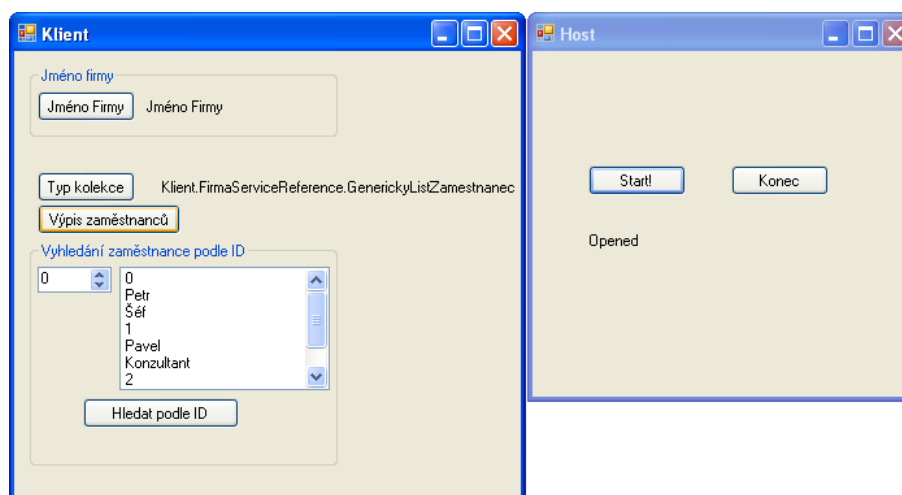 Klient
Jméno firmy
Jméno Firmy Jméno Firmy
Typ kolekce Klient.FirmaServiceReference.GenerickyListZamestnanec
Výpis zaměstnanců
Vyhledání zaměstnance podle ID
0
0
Petr
Šéf
1
Pavel
Konzultant
2
Hledat podle ID
Host
Start! Konec
Opened